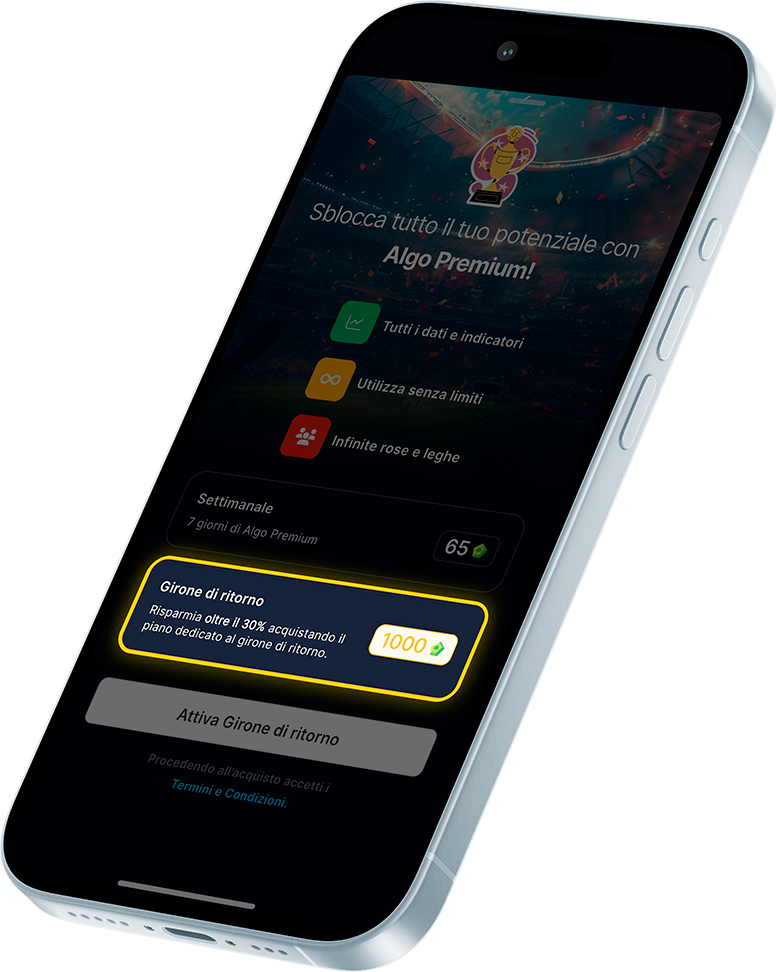 Sblocca tutto il tuo potenziale con
Algo Premium!
Tutti i dati e indicatori
Utilizza senza limiti
Infinite rose e leghe
Settimanale
7 giorni di Algo Premium
65
Girone di ritorno
Risparmia oltre il 30% acquistando il
piano dedicato al girone di ritorno.
1000
Attiva Girone di ritorno
Procedendo all'acquisto accetti i
Termini e Condizioni.